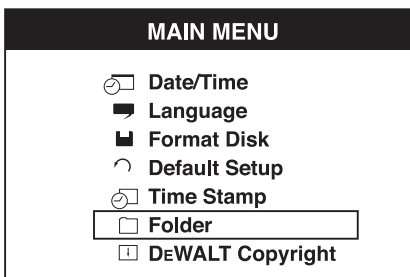 MAIN MENU
Date/Time
Language
Format Disk
Default Setup
Time Stamp
Folder
DEWALT Copyright